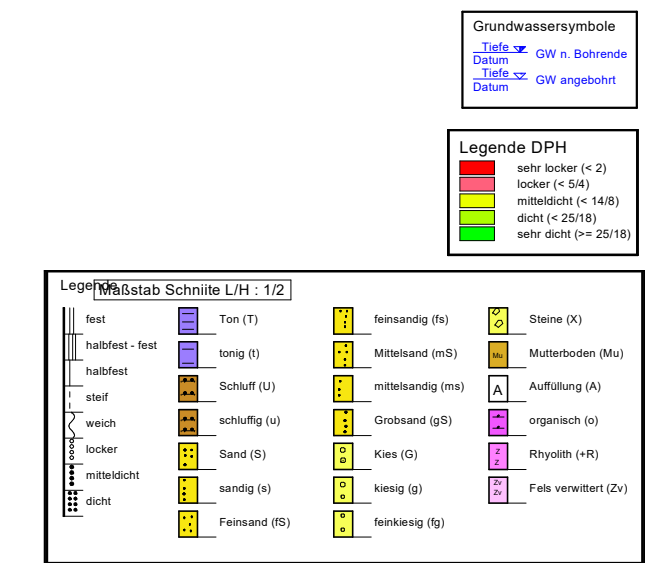 Grundwassersymbole
Tiefe
Datum
GW n. Bohrende
Tiefe
Datum
GW angebohrt
Legende DPH
sehr locker (< 2)
locker (< 5/4)
mitteldicht (< 14/8)
dicht (< 25/18)
sehr dicht (>= 25/18)
Legende
Maßstab Schniite L/H : 1/2
fest
halbfest - fest
halbfest
steif
weich
locker
mitteldicht
dicht
Ton (T)
tonig (t)
Schluff (U)
schluffig (u)
Sand (S)
sandig (s)
Feinsand (fS)
feinsandig (fs)
Mittelsand (mS)
mittelsandig (ms)
Grobsand (gS)
Kies (G)
kiesig (g)
feinkiesig (fg)
Steine (X)
Mu
Mutterboden (Mu)
A
Auffüllung (A)
organisch (o)
Z
Z
Rhyolith (+R)
Zv
Zv
Fels verwittert (Zv)